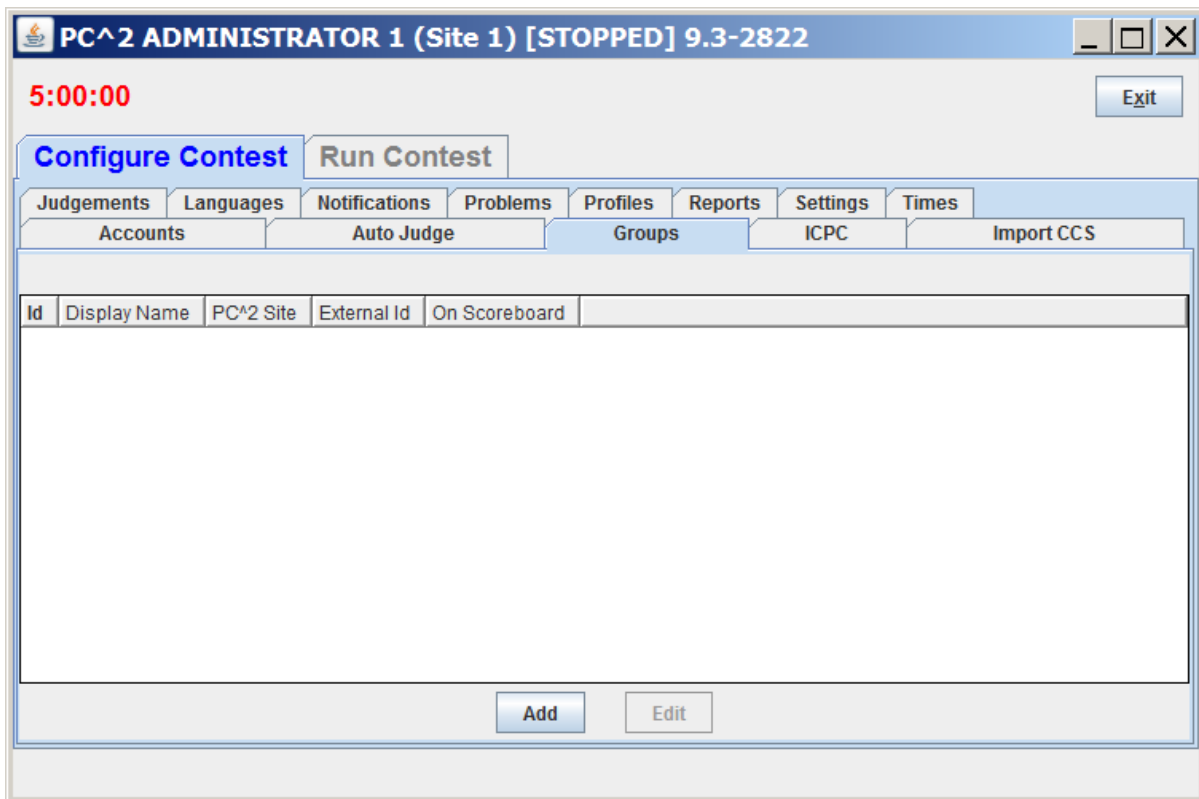 PC^2 ADMINISTRATOR 1 (Site 1) [STOPPED] 9.3-2822
5:00:00 Exit
Configure Contest Run Contest
Judgements Languages Notifications Problems Profiles Reports Settings Times
Accounts Auto Judge Groups ICPC Import CCS
Id Display Name PC^2 Site External Id On Scoreboard
Add Edit